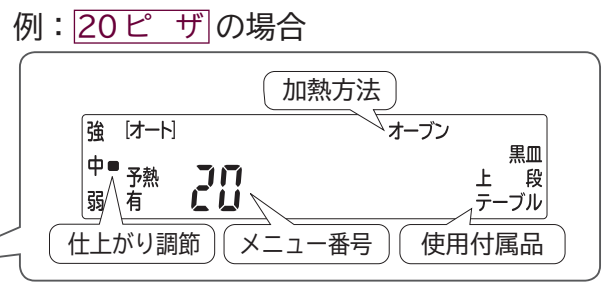 例：20 ピ ザ の場合
加熱方法
強 [オート] オーブン
中■ 予熱 20 黒皿
上 段
弱 有 テーブル
仕上がり調節 メニュー番号 使用付属品